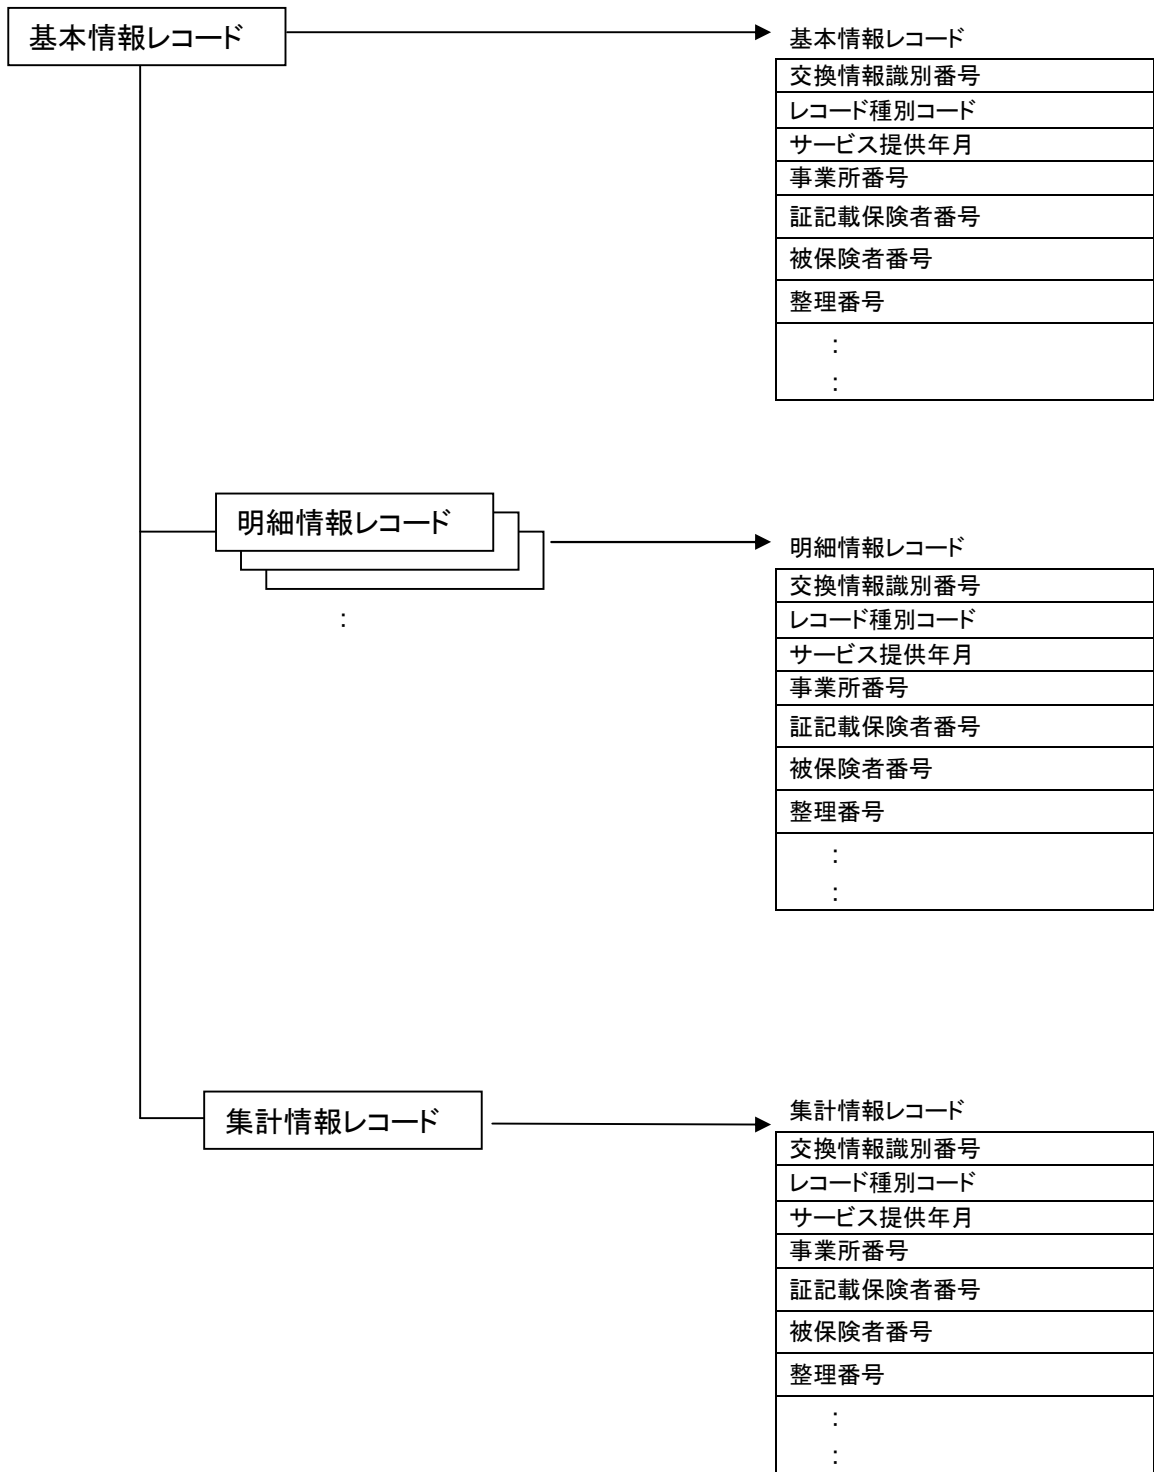 基本情報レコード
基本情報レコード
交換情報識別番号
レコード種別コード
サービス提供年月
事業所番号
証記載保険者番号
被保険者番号
整理番号
:
:
明細情報レコード
:
明細情報レコード
交換情報識別番号
レコード種別コード
サービス提供年月
事業所番号
証記載保険者番号
被保険者番号
整理番号
:
:
集計情報レコード
集計情報レコード
交換情報識別番号
レコード種別コード
サービス提供年月
事業所番号
証記載保険者番号
被保険者番号
整理番号
:
: